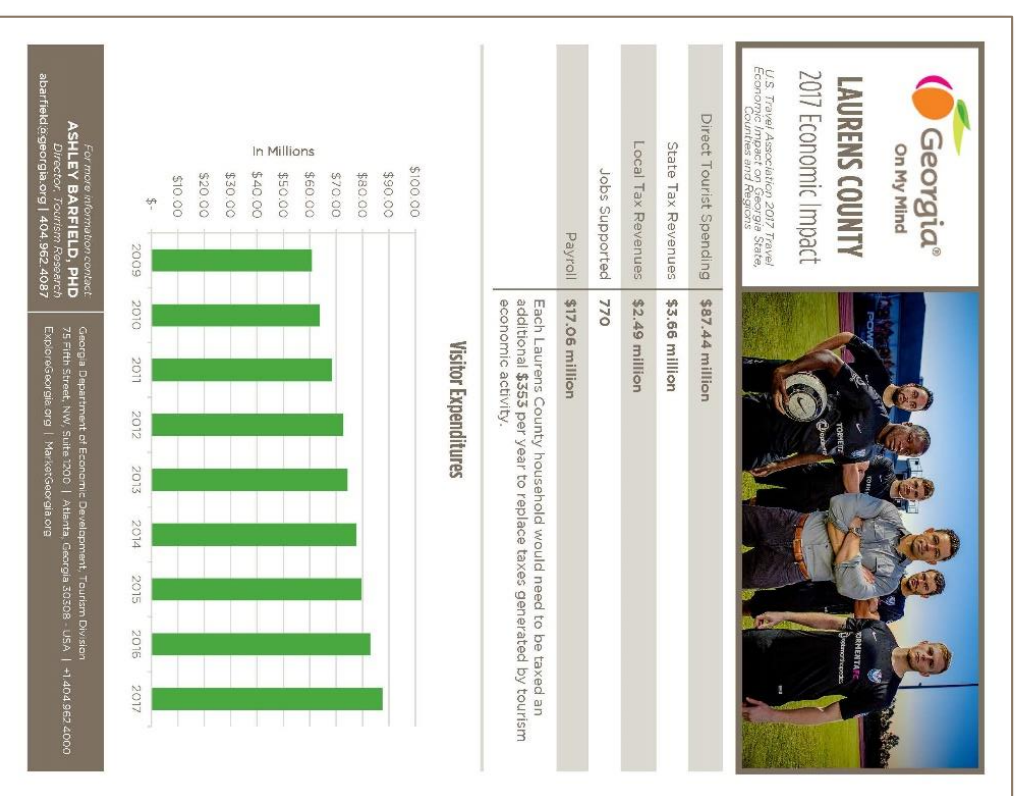 Georgia®
On My Mind
LAURENS COUNTY
2017 Economic Impact
U.S. Travel Association 2017 Travel
Economic Impact on Georgia State,
Counties and Regions
Direct Tourist Spending $87.44 million
State Tax Revenues $3.66 million
Local Tax Revenues $2.49 million
Jobs Supported 770
Payroll $17.06 million
Each Laurens County household would need to be taxed an
additional $353 per year to replace taxes generated by tourism
economic activity.
Visitor Expenditures
In Millions
$100.00
$90.00
$80.00
$70.00
$60.00
$50.00
$40.00
$30.00
$20.00
$10.00
$-
2009 2010 2011 2012 2013 2014 2015 2016 2017
For more information contact
ASHLEY BARFIELD, PHD
Director, Tourism Research
abarfield@georgia.org | 404.962.4087
Georgia Department of Economic Development, Tourism Division
75 Fifth Street, NW, Suite 1200 | Atlanta, Georgia 30308 - USA | +1.404.962.4000
ExploreGeorgia.org | MarketGeorgia.org